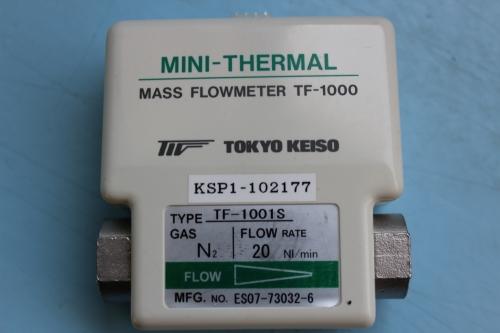 MINI-THERMAL
MASS FLOWMETER TF-1000
TOKYO KEISO
KSP1-102177
TYPE TF-1001S
GAS N₂ FLOW RATE 20 Nl/min
FLOW
MFG. NO. ES07-73032-6